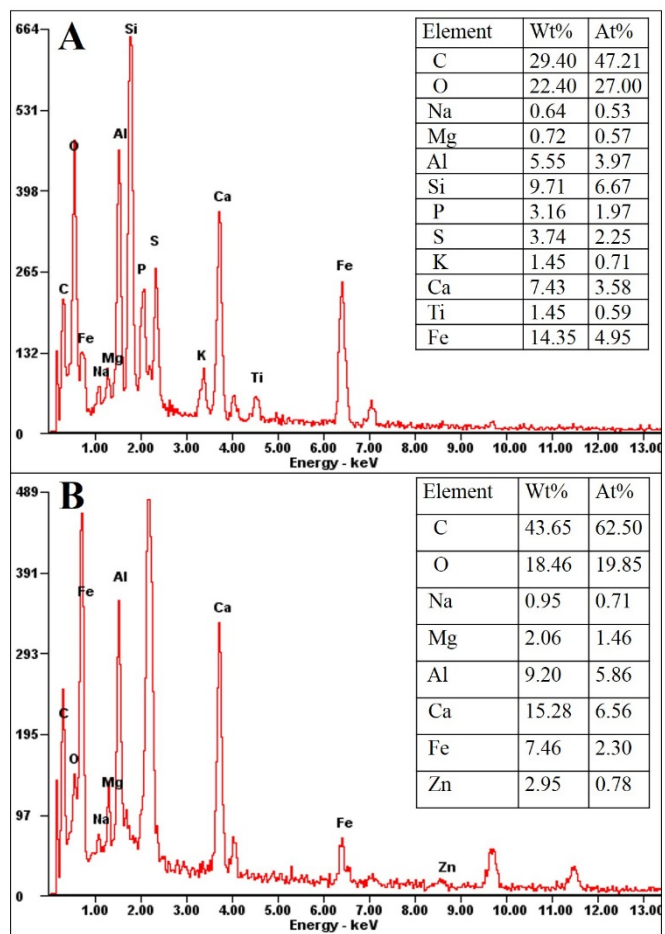 A
664
531
398
265
132
0
C
O
Fe
Na
Mg
Al
Si
P
S
K
Ca
Ti
Fe
1.00 2.00 3.00 4.00 5.00 6.00 7.00 8.00 9.00 10.00 11.00 12.00 13.0
Energy - keV
Element Wt% At%
C 29.40 47.21
O 22.40 27.00
Na 0.64 0.53
Mg 0.72 0.57
Al 5.55 3.97
Si 9.71 6.67
P 3.16 1.97
S 3.74 2.25
K 1.45 0.71
Ca 7.43 3.58
Ti 1.45 0.59
Fe 14.35 4.95
B
489
391
293
195
97
0
C
O
Fe
Na
Mg
Al
Ca
Fe
Zn
1.00 2.00 3.00 4.00 5.00 6.00 7.00 8.00 9.00 10.00 11.00 12.00 13.0
Energy - keV
Element Wt% At%
C 43.65 62.50
O 18.46 19.85
Na 0.95 0.71
Mg 2.06 1.46
Al 9.20 5.86
Ca 15.28 6.56
Fe 7.46 2.30
Zn 2.95 0.78